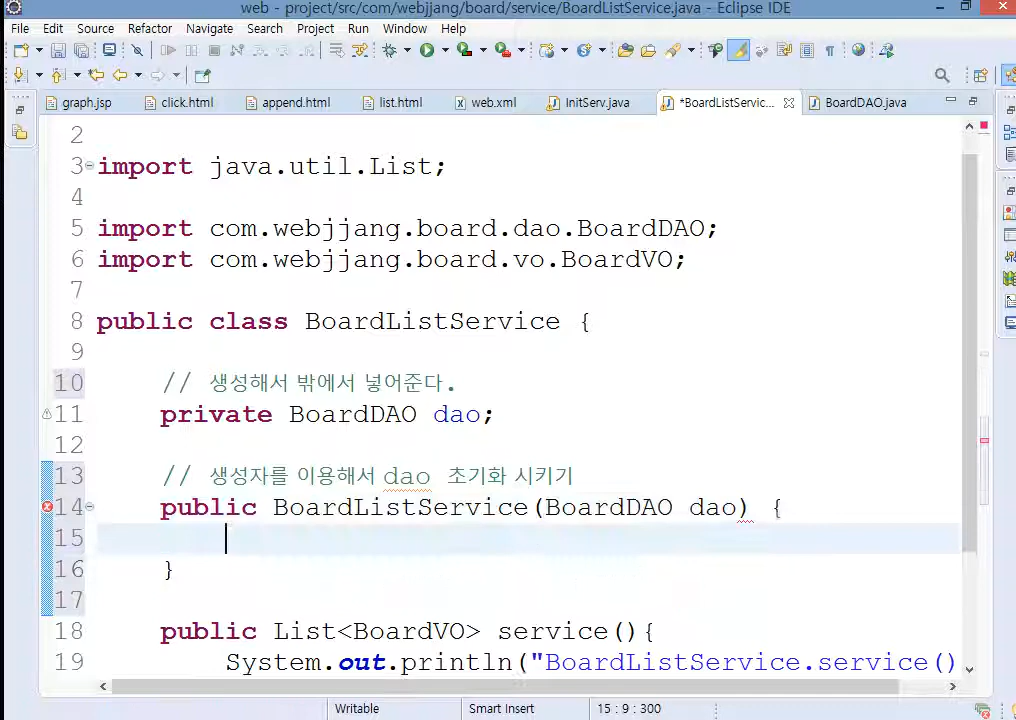 web - project/src/com/webjjang/board/service/BoardListService.java - Eclipse IDE
File Edit Source Refactor Navigate Search Project Run Window Help
graph.jsp click.html append.html list.html web.xml InitServ.java *BoardListServic... BoardDAO.java
2
3 import java.util.List;
4
5 import com.webjjang.board.dao.BoardDAO;
6 import com.webjjang.board.vo.BoardVO;
7
8 public class BoardListService {
9
10 // 생성해서 밖에서 넣어준다.
11 private BoardDAO dao;
12
13 // 생성자를 이용해서 dao 초기화 시키기
14 public BoardListService(BoardDAO dao) {
15
16 }
17
18 public List<BoardVO> service(){
19 System.out.println("BoardListService.service()
Writable Smart Insert 15 : 9 : 300